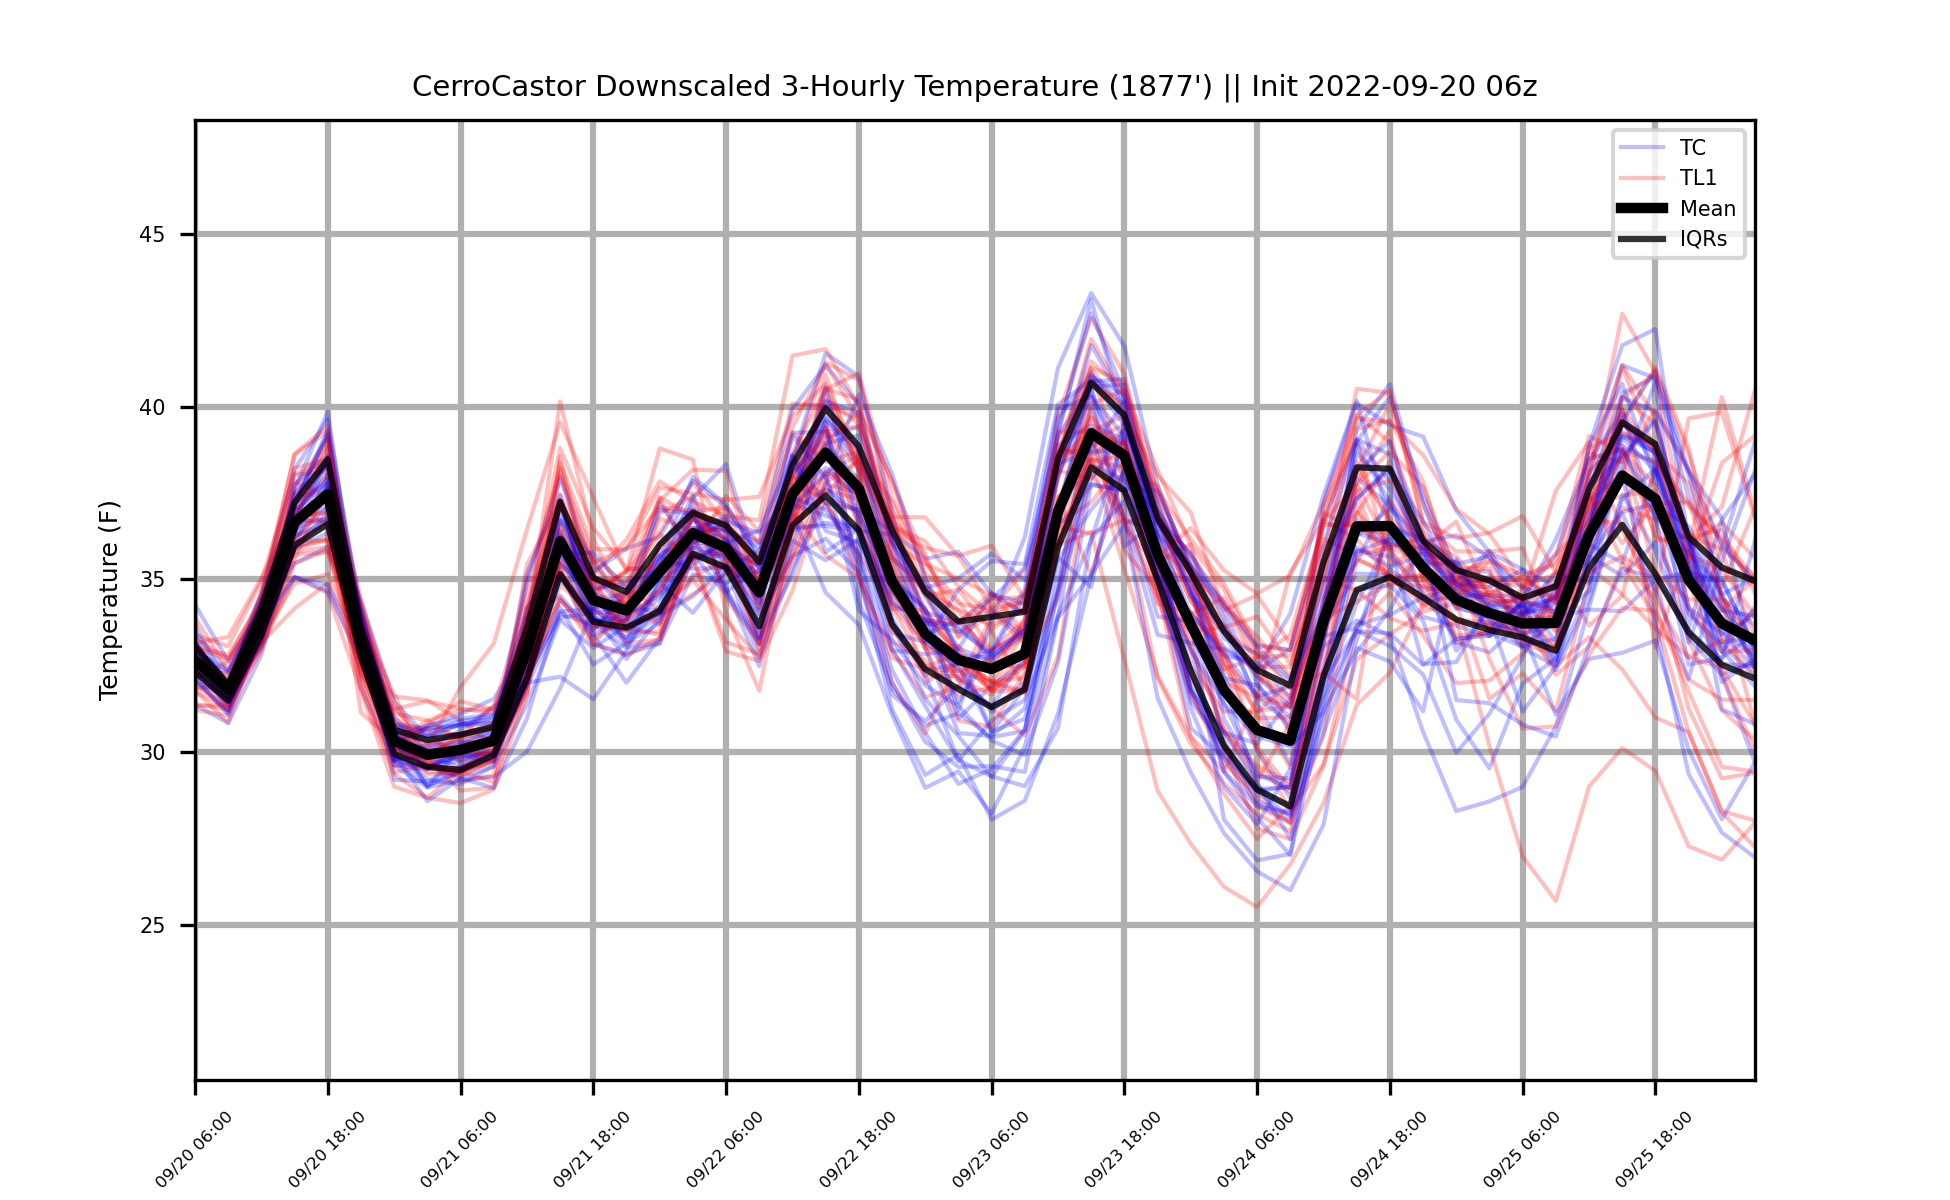 CerroCastor Downscaled 3-Hourly Temperature (1877') || Init 2022-09-20 06z
TC
TL1
Mean
IQRs
45
40
35
30
25
Temperature (F)
09/20 06:00
09/20 18:00
09/21 06:00
09/21 18:00
09/22 06:00
09/22 18:00
09/23 06:00
09/23 18:00
09/24 06:00
09/24 18:00
09/25 06:00
09/25 18:00